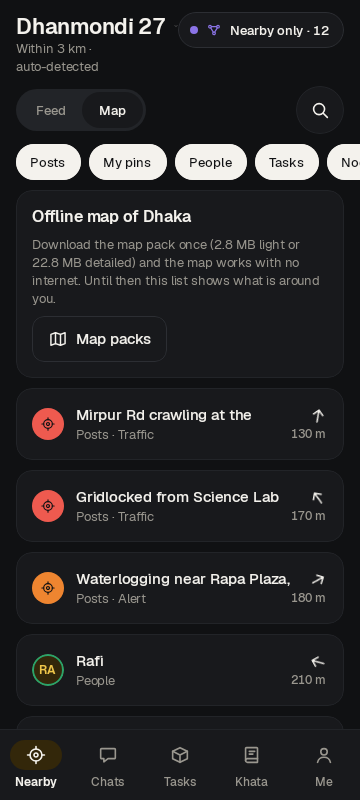 Dhanmondi 27
Nearby only · 12
Within 3 km ·
auto-detected
Feed
Map
Posts
My pins
People
Tasks
Offline map of Dhaka
Download the map pack once (2.8 MB light or
22.8 MB detailed) and the map works with no
internet. Until then this list shows what is around
you.
Map packs
Mirpur Rd crawling at the
Posts · Traffic
130 m
Gridlocked from Science Lab
Posts · Traffic
170 m
Waterlogging near Rapa Plaza,
Posts · Alert
180 m
RA
Rafi
People
210 m
Nearby
Chats
Tasks
Khata
Me